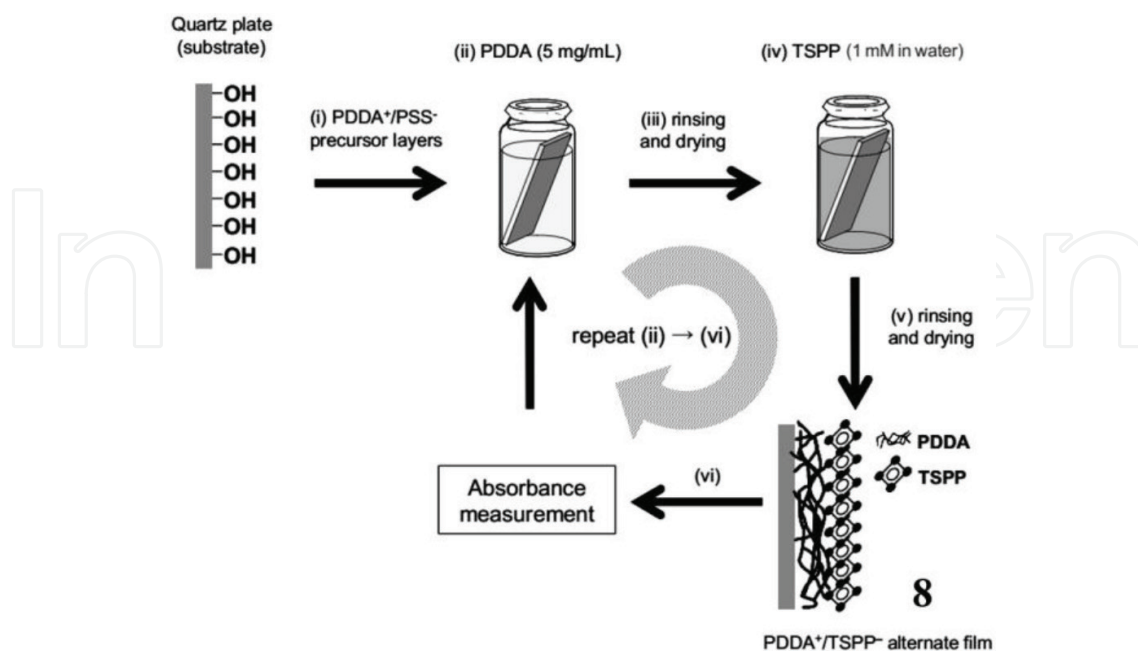 Quartz plate
(substrate)
-OH
-OH
-OH
-OH
-OH
-OH
-OH
(i) PDDA⁺/PSS⁻
precursor layers
(ii) PDDA (5 mg/mL)
(iii) rinsing
and drying
(iv) TSPP (1 mM in water)
(v) rinsing
and drying
repeat (ii) → (vi)
PDDA
TSPP
8
PDDA⁺/TSPP⁻ alternate film
(vi)
Absorbance
measurement
In
en